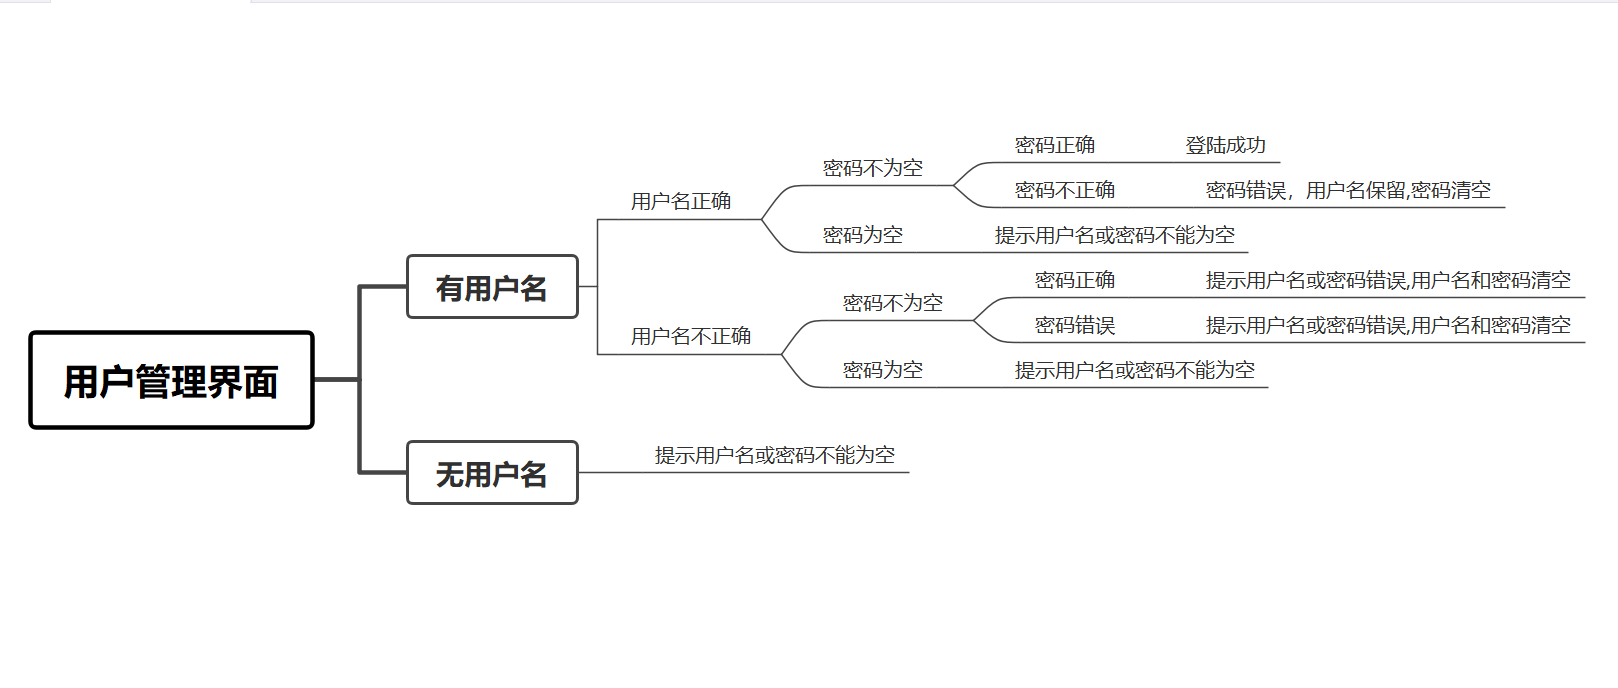 用户管理界面
有用户名
用户名正确
密码不为空
密码正确
登陆成功
密码不正确
密码错误，用户名保留,密码清空
密码为空
提示用户名或密码不能为空
用户名不正确
密码不为空
密码正确
提示用户名或密码错误,用户名和密码清空
密码错误
提示用户名或密码错误,用户名和密码清空
密码为空
提示用户名或密码不能为空
无用户名
提示用户名或密码不能为空